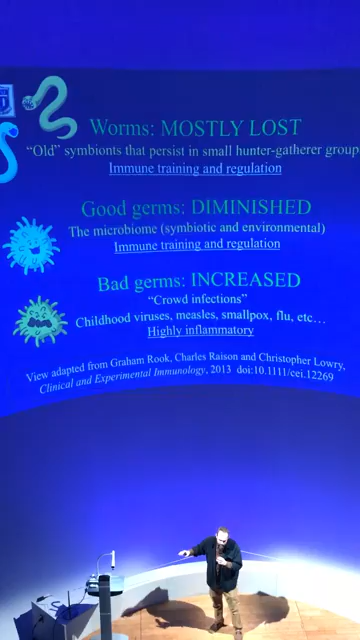 Worms: MOSTLY LOST
“Old” symbionts that persist in small hunter-gatherer group
Immune training and regulation
Good germs: DIMINISHED
The microbiome (symbiotic and environmental)
Immune training and regulation
Bad germs: INCREASED
“Crowd infections”
Childhood viruses, measles, smallpox, flu, etc…
Highly inflammatory
View adapted from Graham Rook, Charles Raison and Christopher Lowry,
Clinical and Experimental Immunology, 2013 doi:10.1111/cei.12269